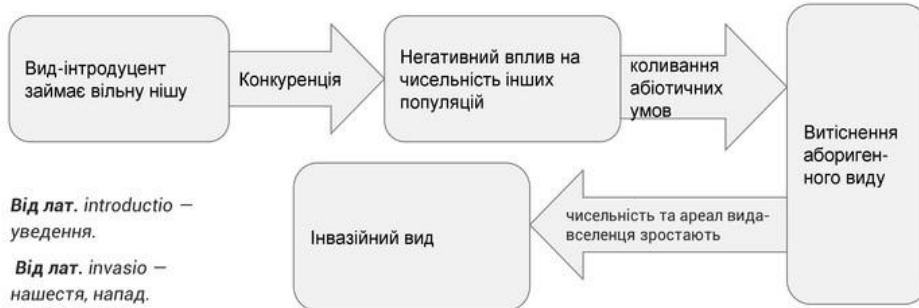 Вид-інтродуцент
займає вільну нішу
Конкуренція
Негативний вплив на
чисельність інших
популяцій
коливання
абіотичних
умов
Витіснення
абориген-
ного виду
чисельність та ареал вида-
вселенця зростають
Інвазійний вид
Від лат. introductio —
уведення.
Від лат. invasio —
нашестя, напад.